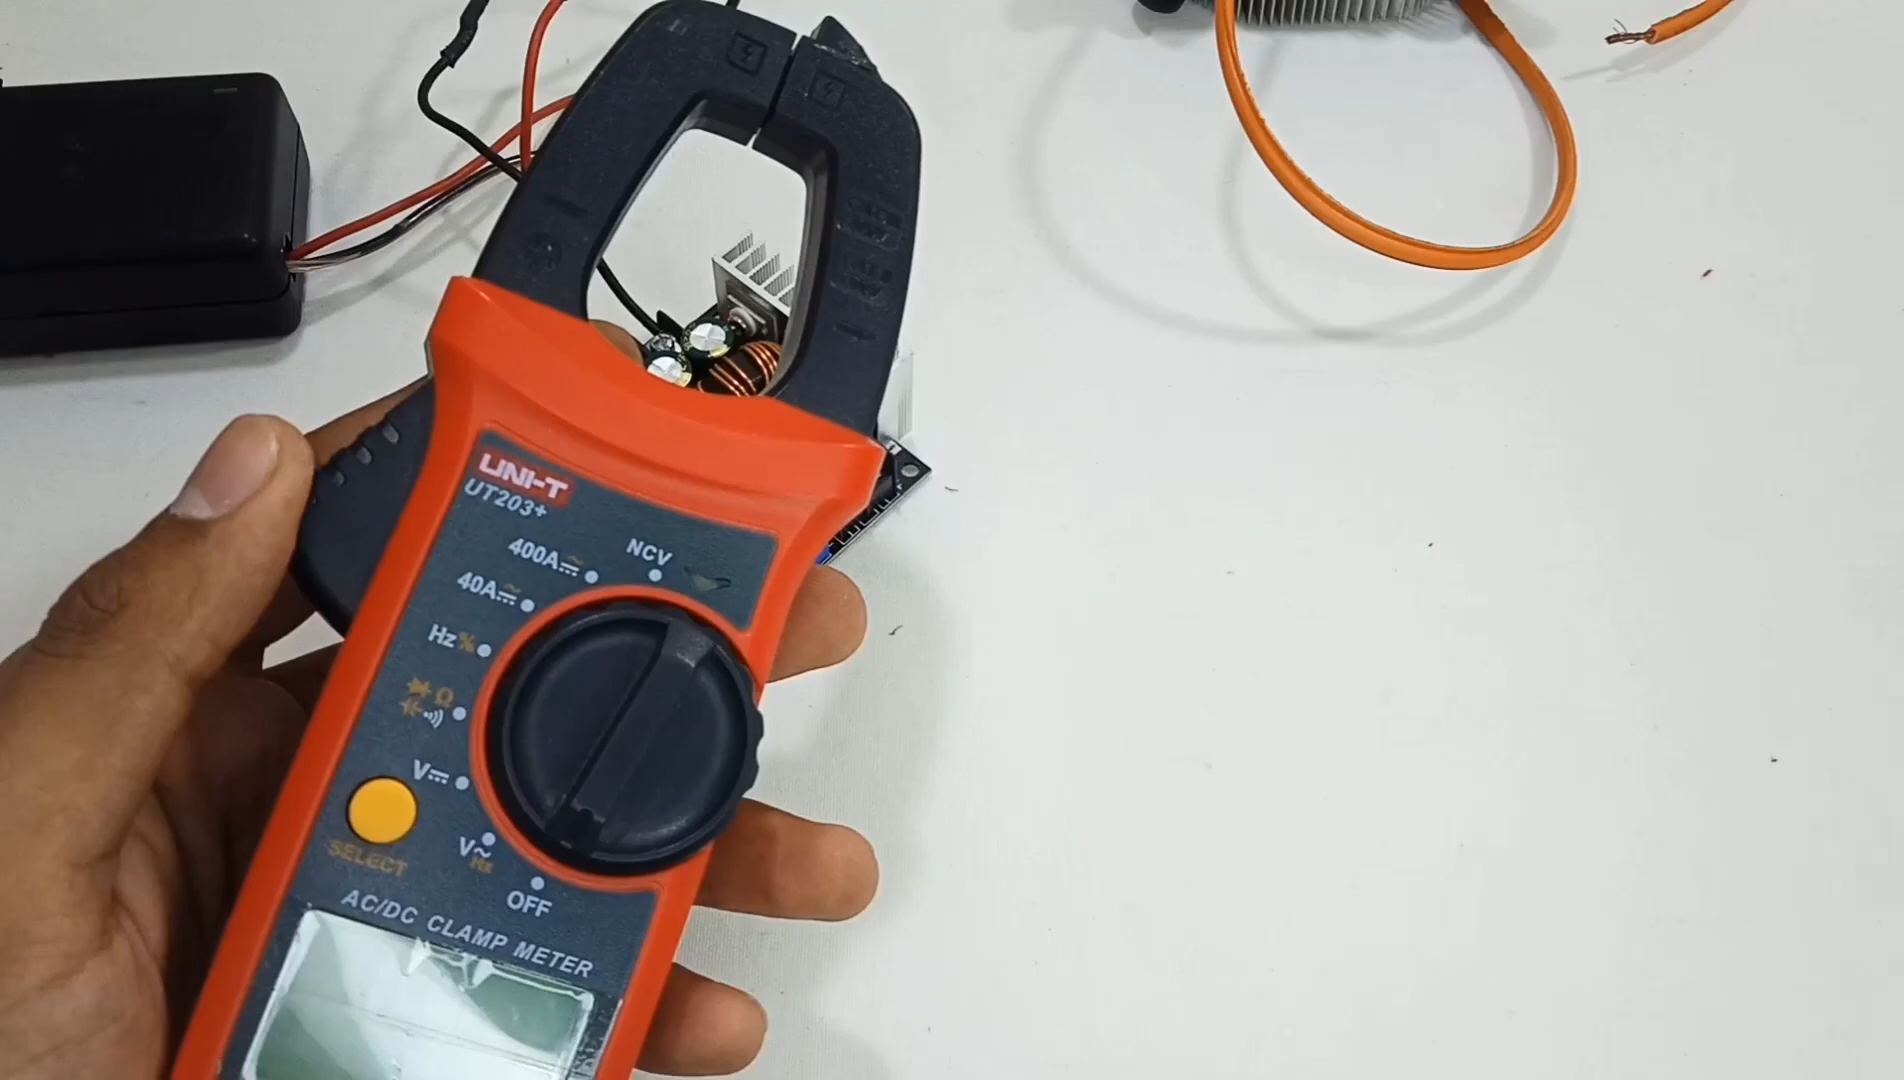 UNI-T
UT203+
NCV
400A
40A
Hz%
Ω
V
V~
Hz
OFF
SELECT
AC/DC CLAMP METER